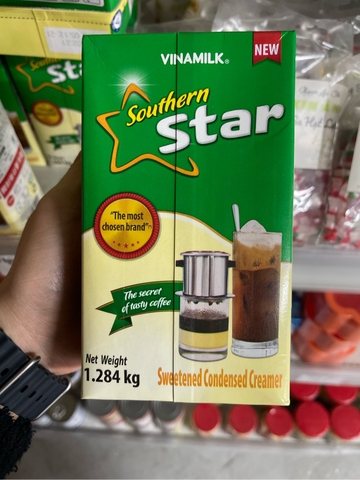 VINAMILK®
NEW
Southern
Star
"The most
chosen brand"
The secret
of tasty coffee
Net Weight
1.284 kg
Sweetened Condensed Creamer